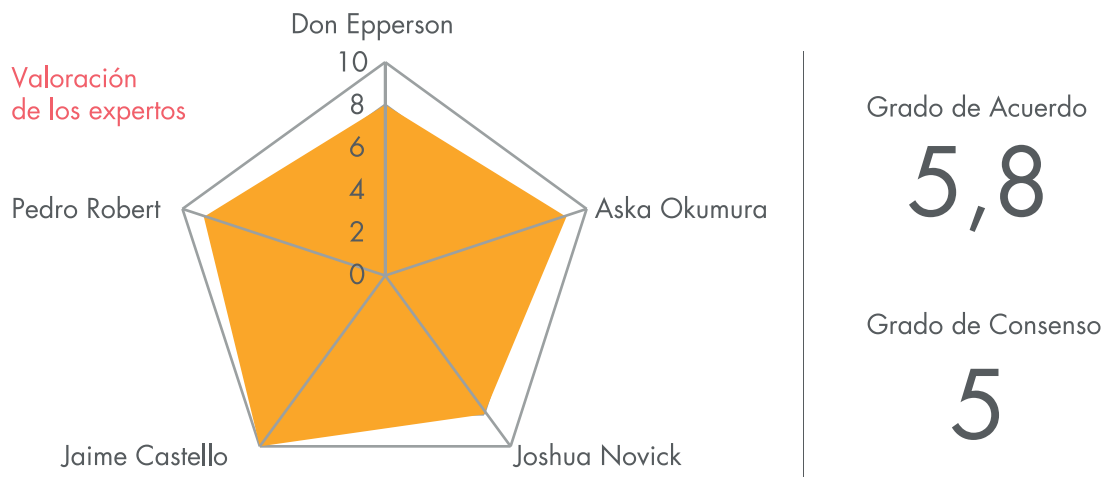 Don Epperson
Valoración
de los expertos
10
8
6
4
2
0
Pedro Robert
Aska Okumura
Jaime Castello
Joshua Novick
Grado de Acuerdo
5,8
Grado de Consenso
5